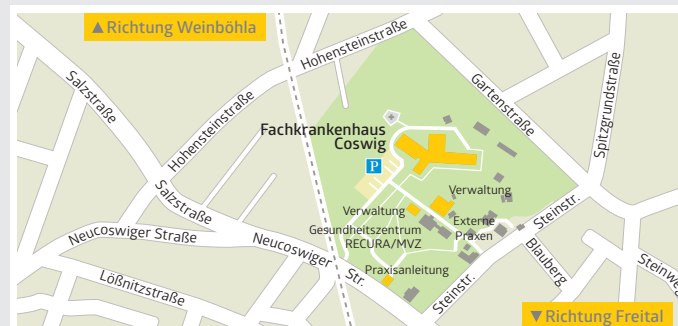 ▲ Richtung Weinböhla
Hohensteinstraße
Salzstraße
Gartenstraße
Spitzgrundstraße
Hohensteinstraße
Fachkrankenhaus
Coswig
P
Verwaltung
Salzstraße
Verwaltung
Steinstr.
Gesundheitszentrum
RECURA/MVZ
Externe
Praxen
Neucoswiger Straße
Neucoswiger
Str.
Blauberg
Steinweg
Praxisanleitung
Lößnitzstraße
Steinstr.
▼ Richtung Freital